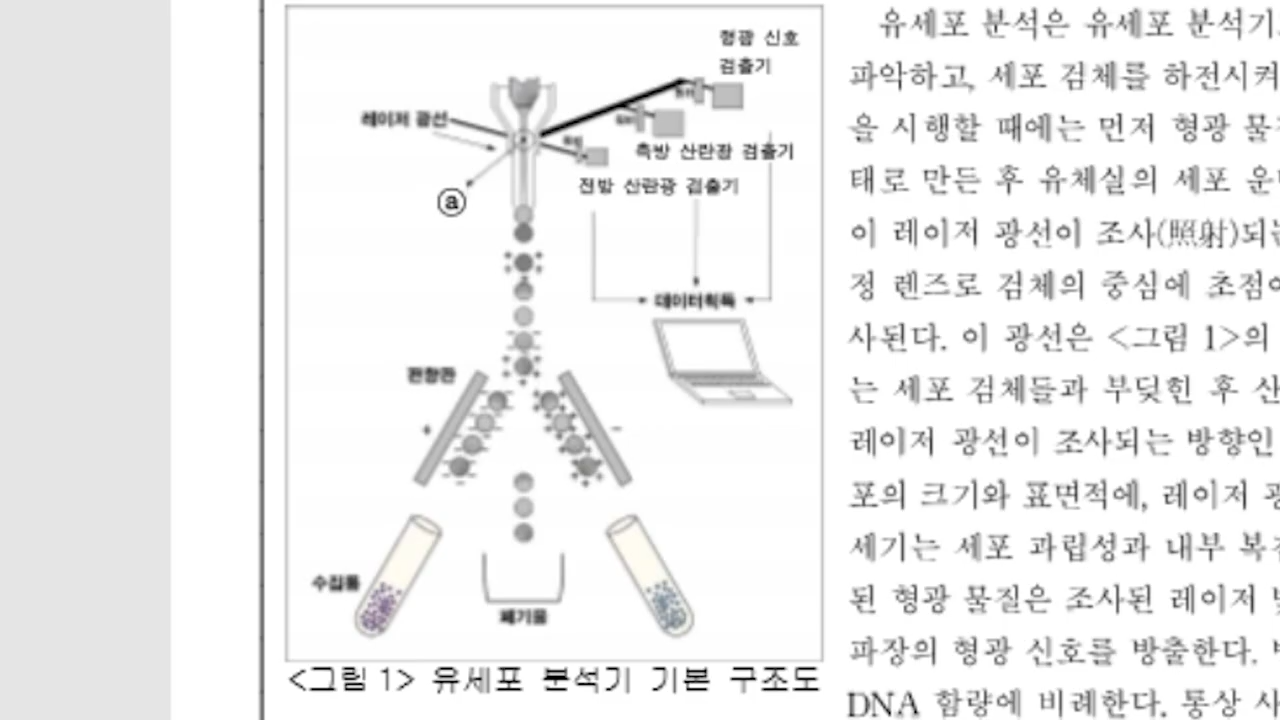 형광 신호
검출기
레이저 광선
측방 산란광 검출기
전방 산란광 검출기
ⓐ
데이터획득
편향판
+
−
수집통
폐기용
<그림 1> 유세포 분석기 기본 구조도
유세포 분석은 유세포 분석기
파악하고, 세포 검체를 하전시켜
을 시행할 때에는 먼저 형광 물
태로 만든 후 유체실의 세포 운
이 레이저 광선이 조사(照射)되는
정 렌즈로 검체의 중심에 초점이
사된다. 이 광선은 <그림 1>의
는 세포 검체들과 부딪힌 후 산
레이저 광선이 조사되는 방향인
포의 크기와 표면적에, 레이저 광
세기는 세포 과립성과 내부 복
된 형광 물질은 조사된 레이저
파장의 형광 신호를 방출한다.
DNA 함량에 비례한다. 통상 사